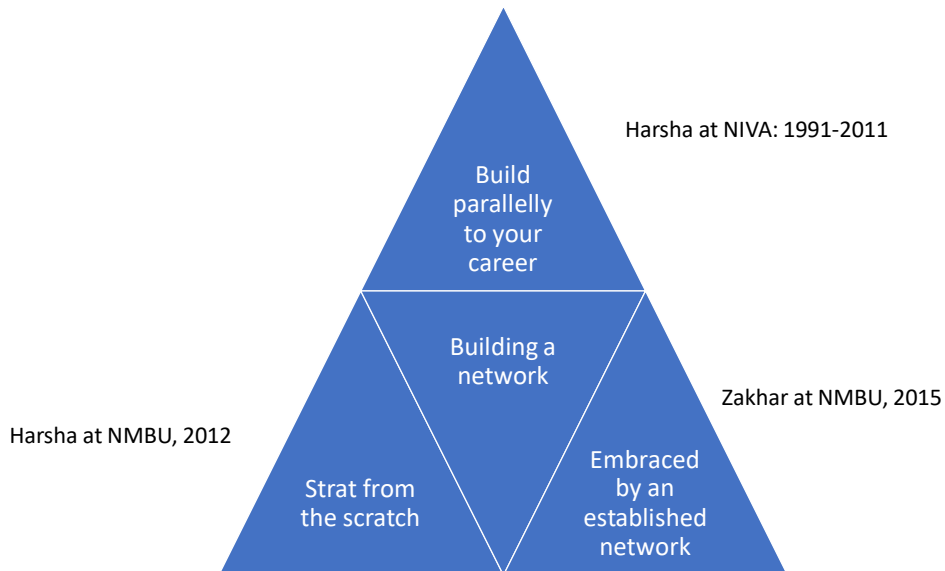 Harsha at NIVA: 1991-2011
Build
parallelly
to your
career
Building a
network
Zakhar at NMBU, 2015
Harsha at NMBU, 2012
Strat from
the scratch
Embraced
by an
established
network